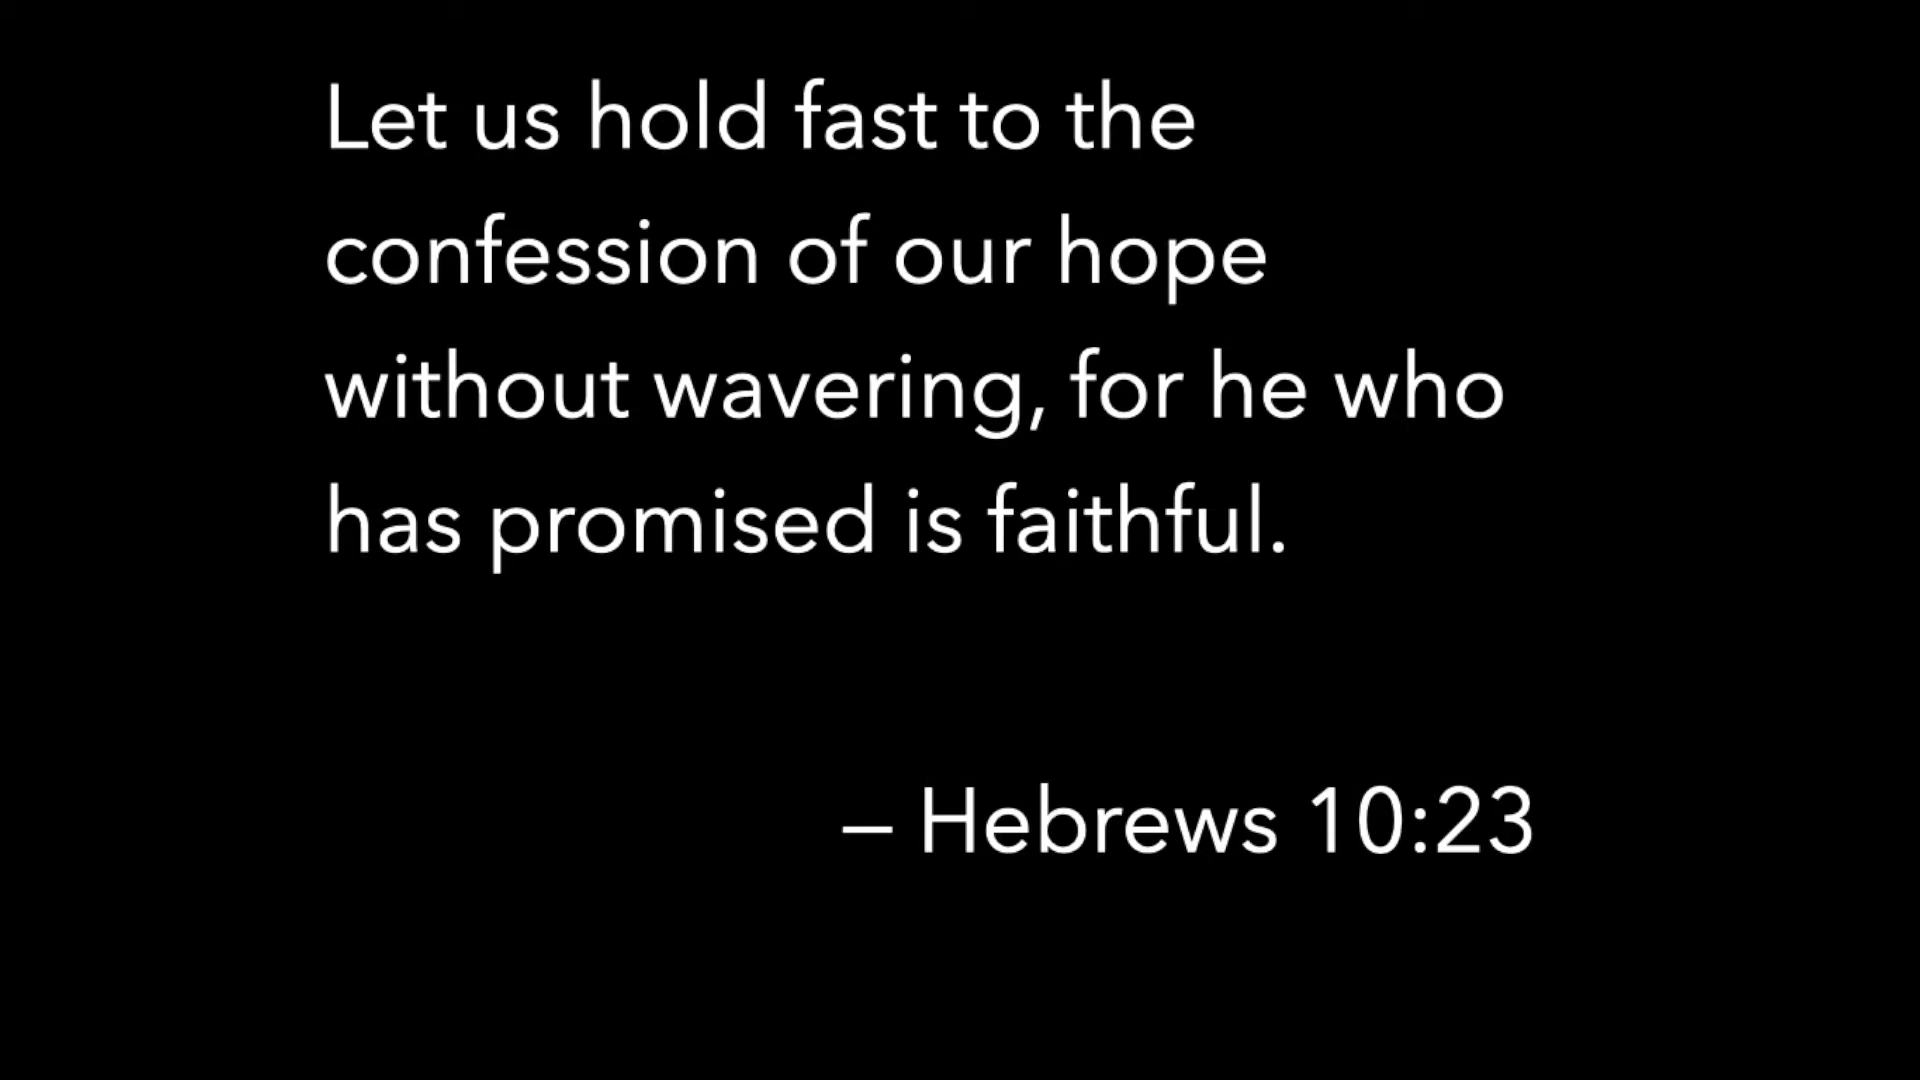 Let us hold fast to the
confession of our hope
without wavering, for he who
has promised is faithful.
– Hebrews 10:23